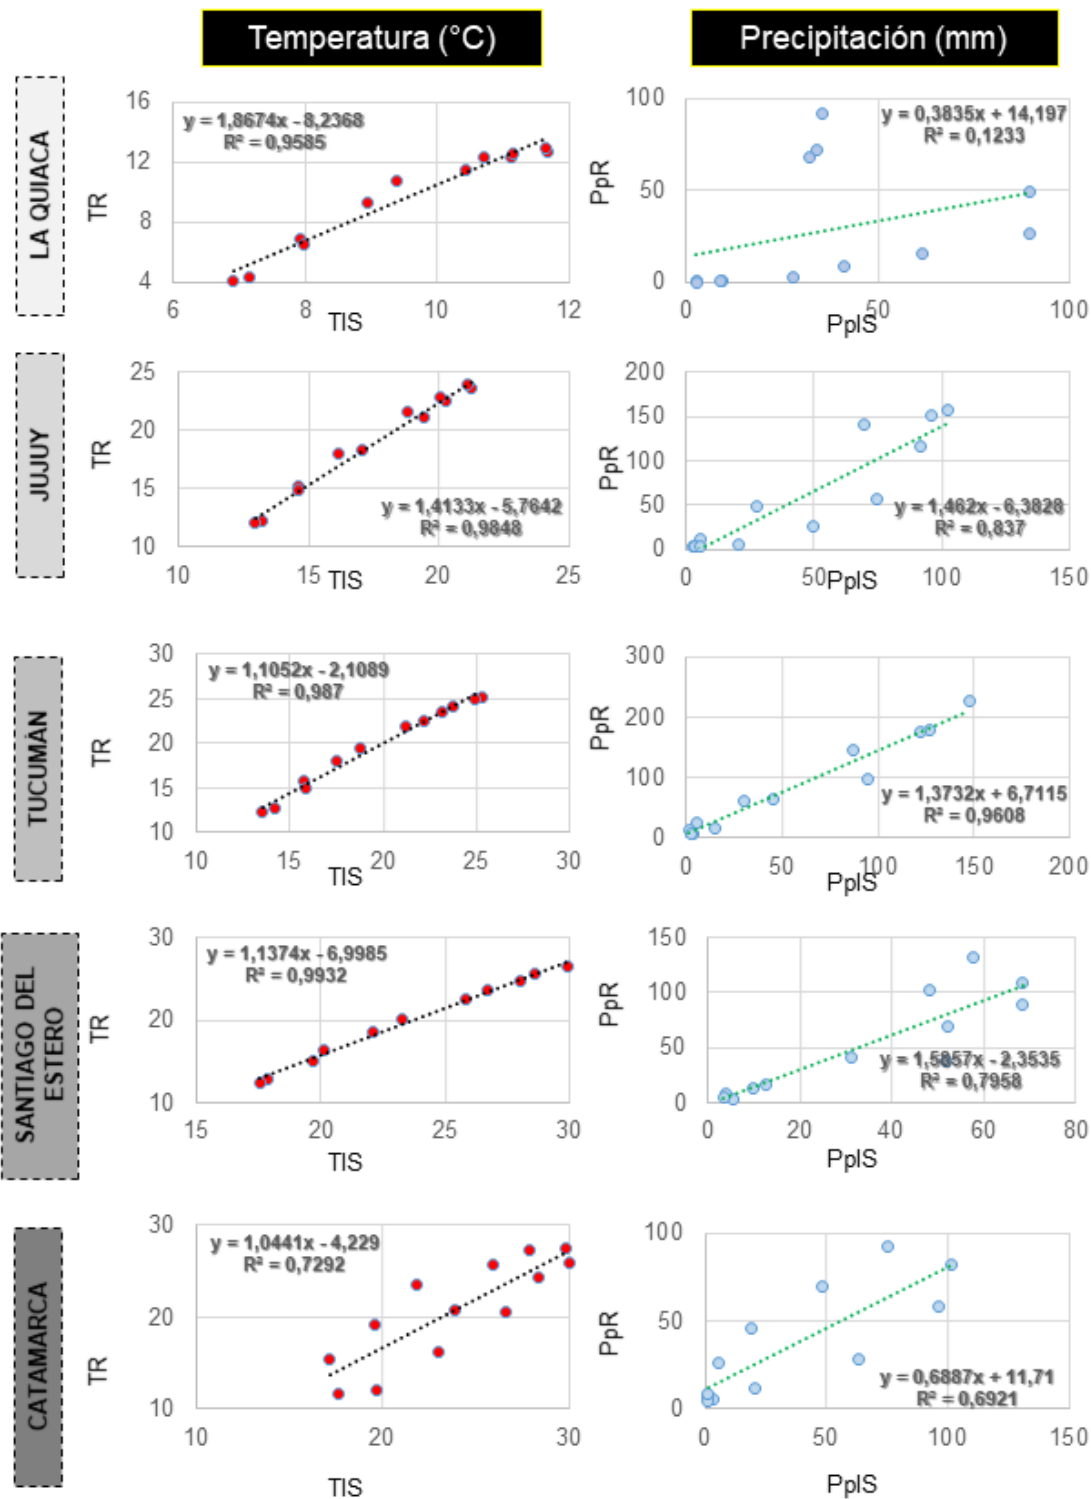 Temperatura (°C)
Precipitación (mm)
LA QUIACA
TR
16
12
8
4
6
8
10
12
TIS
y = 1,8674x - 8,2368
R² = 0,9585
PpR
100
50
0
0
50
100
PpIS
y = 0,3835x + 14,197
R² = 0,1233
JUJUY
TR
25
20
15
10
10
15
20
25
TIS
y = 1,4133x - 5,7642
R² = 0,9848
PpR
200
150
100
50
0
0
50
100
150
PpIS
y = 1,462x - 6,3828
R² = 0,837
TUCUMÁN
TR
30
25
20
15
10
10
15
20
25
30
TIS
y = 1,1052x - 2,1089
R² = 0,987
PpR
300
200
100
0
0
50
100
150
200
PpIS
y = 1,3732x + 6,7115
R² = 0,9608
SANTIAGO DEL
ESTERO
TR
30
20
10
15
20
25
30
TIS
y = 1,1374x - 6,9985
R² = 0,9932
PpR
150
100
50
0
0
20
40
60
80
PpIS
y = 1,5857x - 2,3535
R² = 0,7958
CATAMARCA
TR
30
20
10
10
20
30
TIS
y = 1,0441x - 4,229
R² = 0,7292
PpR
100
50
0
0
50
100
150
PpIS
y = 0,6887x + 11,71
R² = 0,6921